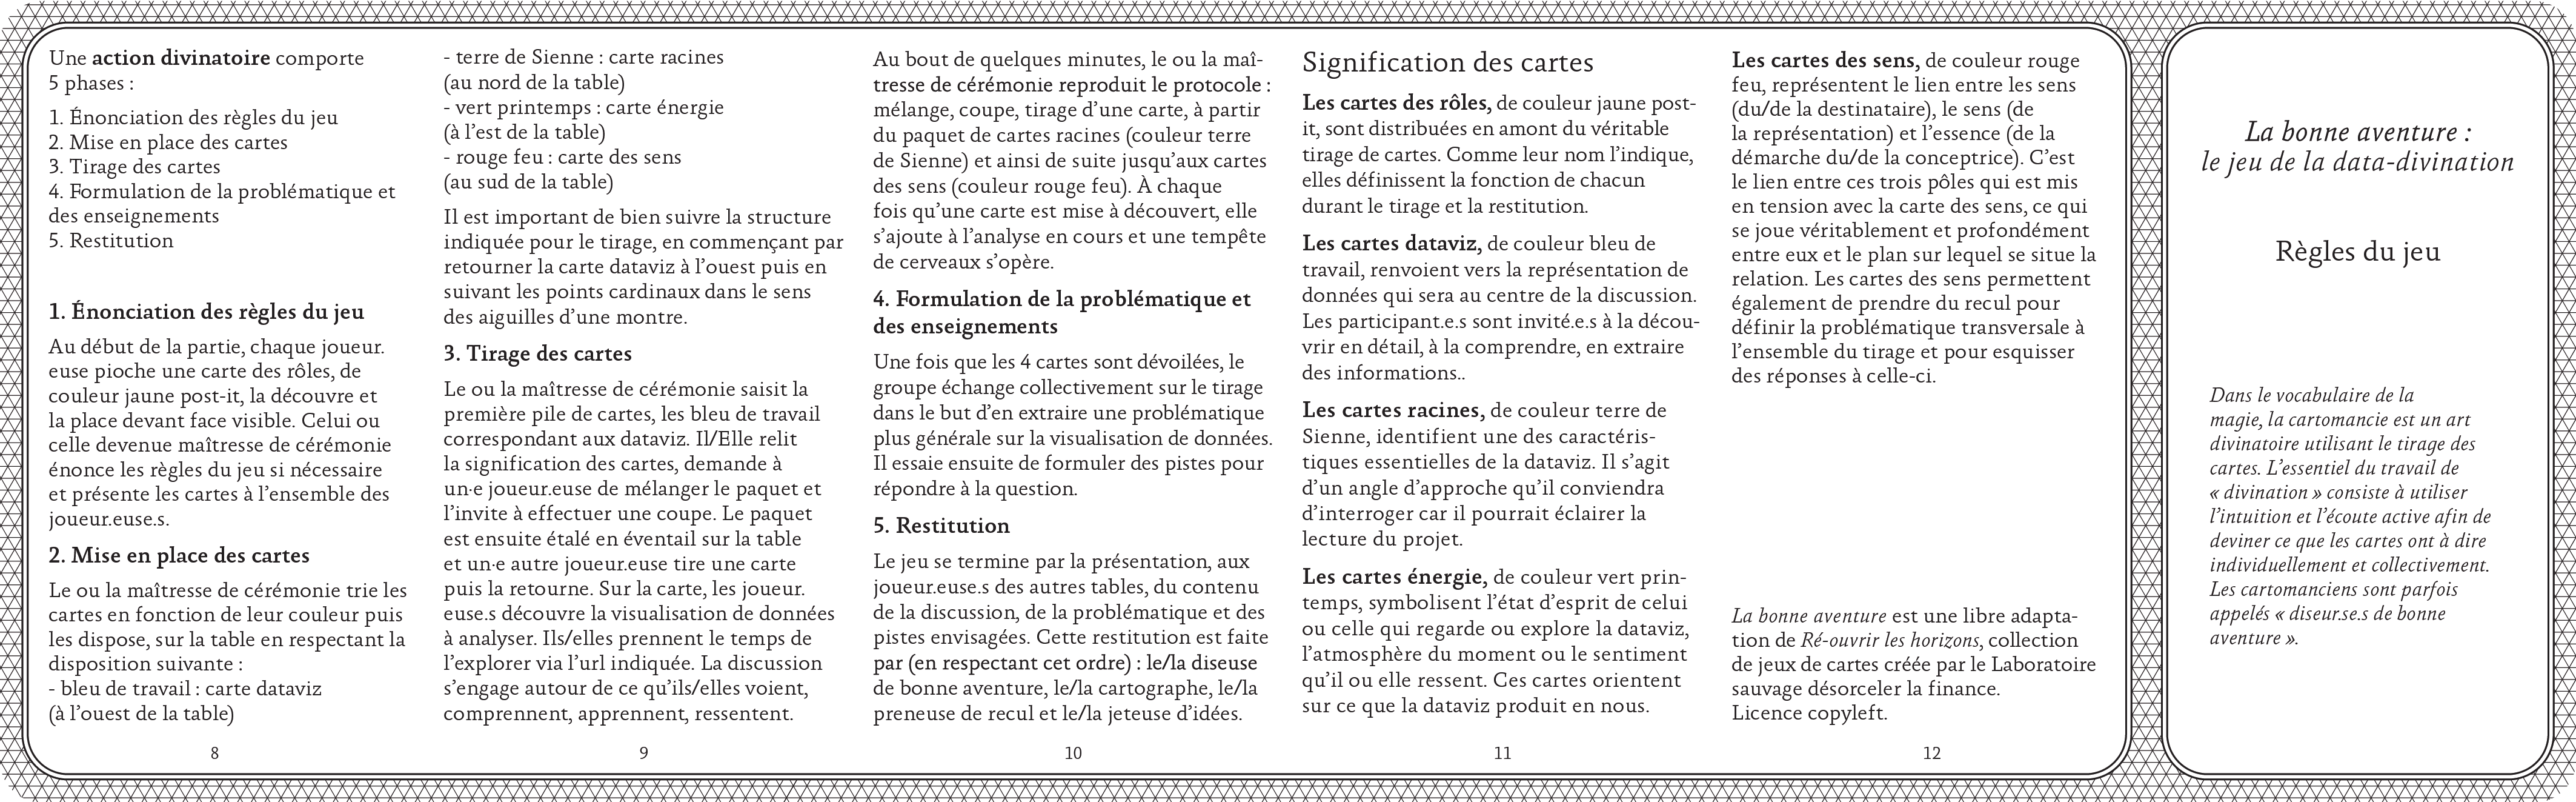 Une action divinatoire comporte
5 phases :
1. Énonciation des règles du jeu
2. Mise en place des cartes
3. Tirage des cartes
4. Formulation de la problématique et
des enseignements
5. Restitution
1. Énonciation des règles du jeu
Au début de la partie, chaque joueur.
euse pioche une carte des rôles, de
couleur jaune post-it, la découvre et
la place devant face visible. Celui ou
celle devenue maîtresse de cérémonie
énonce les règles du jeu si nécessaire
et présente les cartes à l’ensemble des
joueur.euse.s.
2. Mise en place des cartes
Le ou la maîtresse de cérémonie trie les
cartes en fonction de leur couleur puis
les dispose, sur la table en respectant la
disposition suivante :
- bleu de travail : carte dataviz
(à l’ouest de la table)
8
- terre de Sienne : carte racines
(au nord de la table)
- vert printemps : carte énergie
(à l’est de la table)
- rouge feu : carte des sens
(au sud de la table)
Il est important de bien suivre la structure
indiquée pour le tirage, en commençant par
retourner la carte dataviz à l’ouest puis en
suivant les points cardinaux dans le sens
des aiguilles d’une montre.
3. Tirage des cartes
Le ou la maîtresse de cérémonie saisit la
première pile de cartes, les bleu de travail
correspondant aux dataviz. Il/Elle relit
la signification des cartes, demande à
un·e joueur.euse de mélanger le paquet et
l’invite à effectuer une coupe. Le paquet
est ensuite étalé en éventail sur la table
et un·e autre joueur.euse tire une carte
puis la retourne. Sur la carte, les joueur.
euse.s découvre la visualisation de données
à analyser. Ils/elles prennent le temps de
l’explorer via l’url indiquée. La discussion
s’engage autour de ce qu’ils/elles voient,
comprennent, apprennent, ressentent.
9
Au bout de quelques minutes, le ou la maî-
tresse de cérémonie reproduit le protocole :
mélange, coupe, tirage d’une carte, à partir
du paquet de cartes racines (couleur terre
de Sienne) et ainsi de suite jusqu’aux cartes
des sens (couleur rouge feu). À chaque
fois qu’une carte est mise à découvert, elle
s’ajoute à l’analyse en cours et une tempête
de cerveaux s’opère.
4. Formulation de la problématique et
des enseignements
Une fois que les 4 cartes sont dévoilées, le
groupe échange collectivement sur le tirage
dans le but d’en extraire une problématique
plus générale sur la visualisation de données.
Il essaie ensuite de formuler des pistes pour
répondre à la question.
5. Restitution
Le jeu se termine par la présentation, aux
joueur.euse.s des autres tables, du contenu
de la discussion, de la problématique et des
pistes envisagées. Cette restitution est faite
par (en respectant cet ordre) : le/la diseuse
de bonne aventure, le/la cartographe, le/la
preneuse de recul et le/la jeteuse d’idées.
10
Signification des cartes
Les cartes des rôles, de couleur jaune post-
it, sont distribuées en amont du véritable
tirage de cartes. Comme leur nom l’indique,
elles définissent la fonction de chacun
durant le tirage et la restitution.
Les cartes dataviz, de couleur bleu de
travail, renvoient vers la représentation de
données qui sera au centre de la discussion.
Les participant.e.s sont invité.e.s à la décou-
vrir en détail, à la comprendre, en extraire
des informations..
Les cartes racines, de couleur terre de
Sienne, identifient une des caractéris-
tiques essentielles de la dataviz. Il s’agit
d’un angle d’approche qu’il conviendra
d’interroger car il pourrait éclairer la
lecture du projet.
Les cartes énergie, de couleur vert prin-
temps, symbolisent l’état d’esprit de celui
ou celle qui regarde ou explore la dataviz,
l’atmosphère du moment ou le sentiment
qu’il ou elle ressent. Ces cartes orientent
sur ce que la dataviz produit en nous.
11
Les cartes des sens, de couleur rouge
feu, représentent le lien entre les sens
(du/de la destinataire), le sens (de
la représentation) et l’essence (de la
démarche du/de la conceptrice). C’est
le lien entre ces trois pôles qui est mis
en tension avec la carte des sens, ce qui
se joue véritablement et profondément
entre eux et le plan sur lequel se situe la
relation. Les cartes des sens permettent
également de prendre du recul pour
définir la problématique transversale à
l’ensemble du tirage et pour esquisser
des réponses à celle-ci.
La bonne aventure est une libre adapta-
tion de Ré-ouvrir les horizons, collection
de jeux de cartes créée par le Laboratoire
sauvage désorceler la finance.
Licence copyleft.
12
La bonne aventure :
le jeu de la data-divination
Règles du jeu
Dans le vocabulaire de la
magie, la cartomancie est un art
divinatoire utilisant le tirage des
cartes. L’essentiel du travail de
« divination » consiste à utiliser
l’intuition et l’écoute active afin de
deviner ce que les cartes ont à dire
individuellement et collectivement.
Les cartomanciens sont parfois
appelés « diseur.se.s de bonne
aventure ».